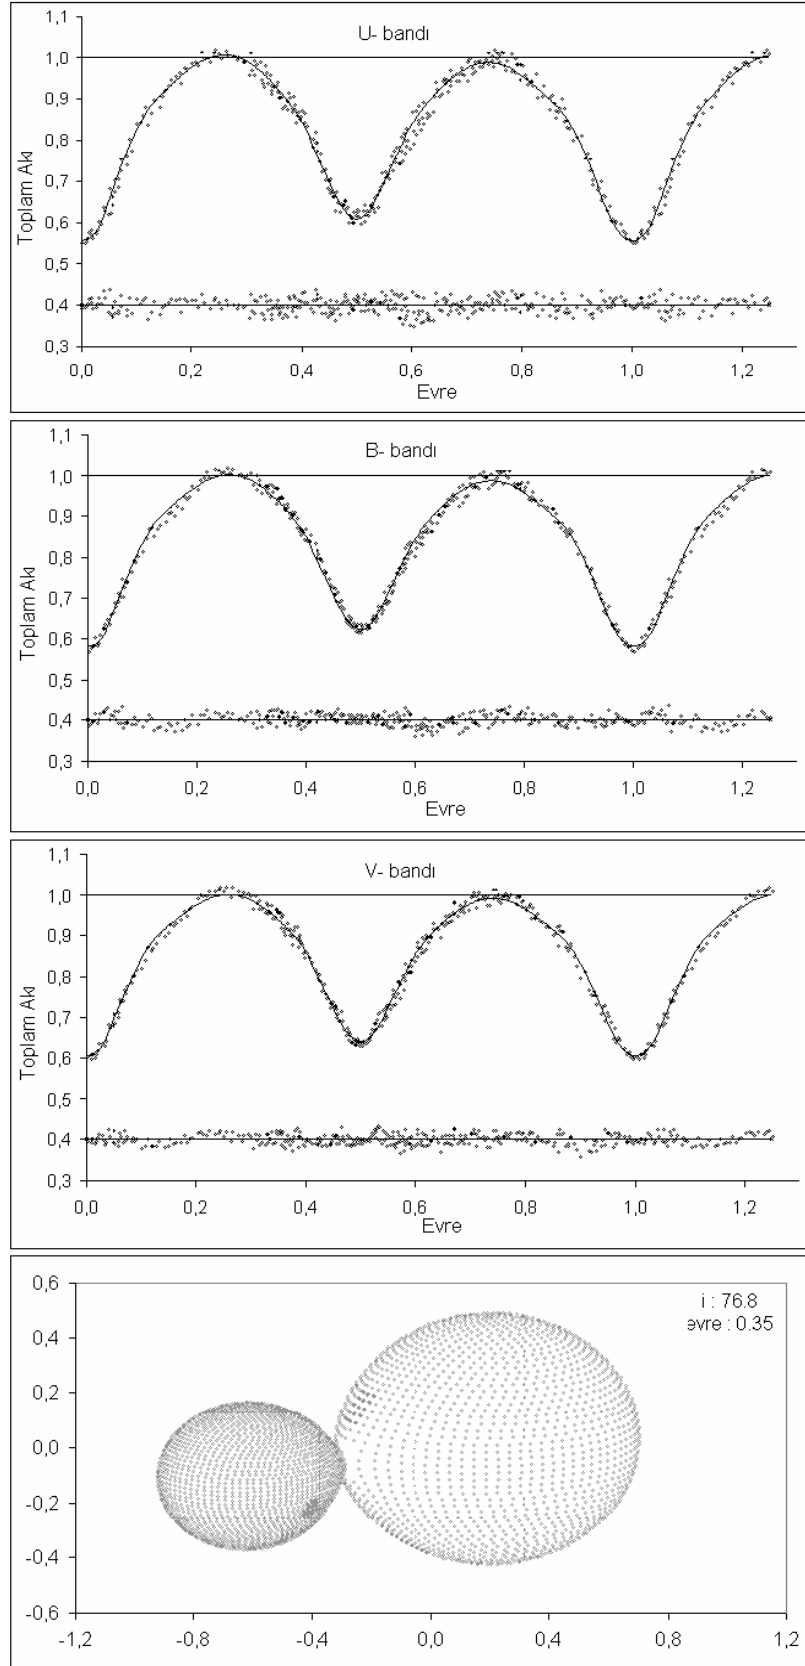 1,1
U- bandı
1,0
0,9
0,8
0,7
0,6
0,5
0,4
0,3
Toplam Akı
0,0 0,2 0,4 0,6 0,8 1,0 1,2
Evre
1,1
B- bandı
1,0
0,9
0,8
0,7
0,6
0,5
0,4
0,3
Toplam Akı
0,0 0,2 0,4 0,6 0,8 1,0 1,2
Evre
1,1
V- bandı
1,0
0,9
0,8
0,7
0,6
0,5
0,4
0,3
Toplam Akı
0,0 0,2 0,4 0,6 0,8 1,0 1,2
Evre
0,6
i : 76.8
evre : 0.35
0,4
0,2
0,0
-0,2
-0,4
-0,6
-1,2 -0,8 -0,4 0,0 0,4 0,8 1,2